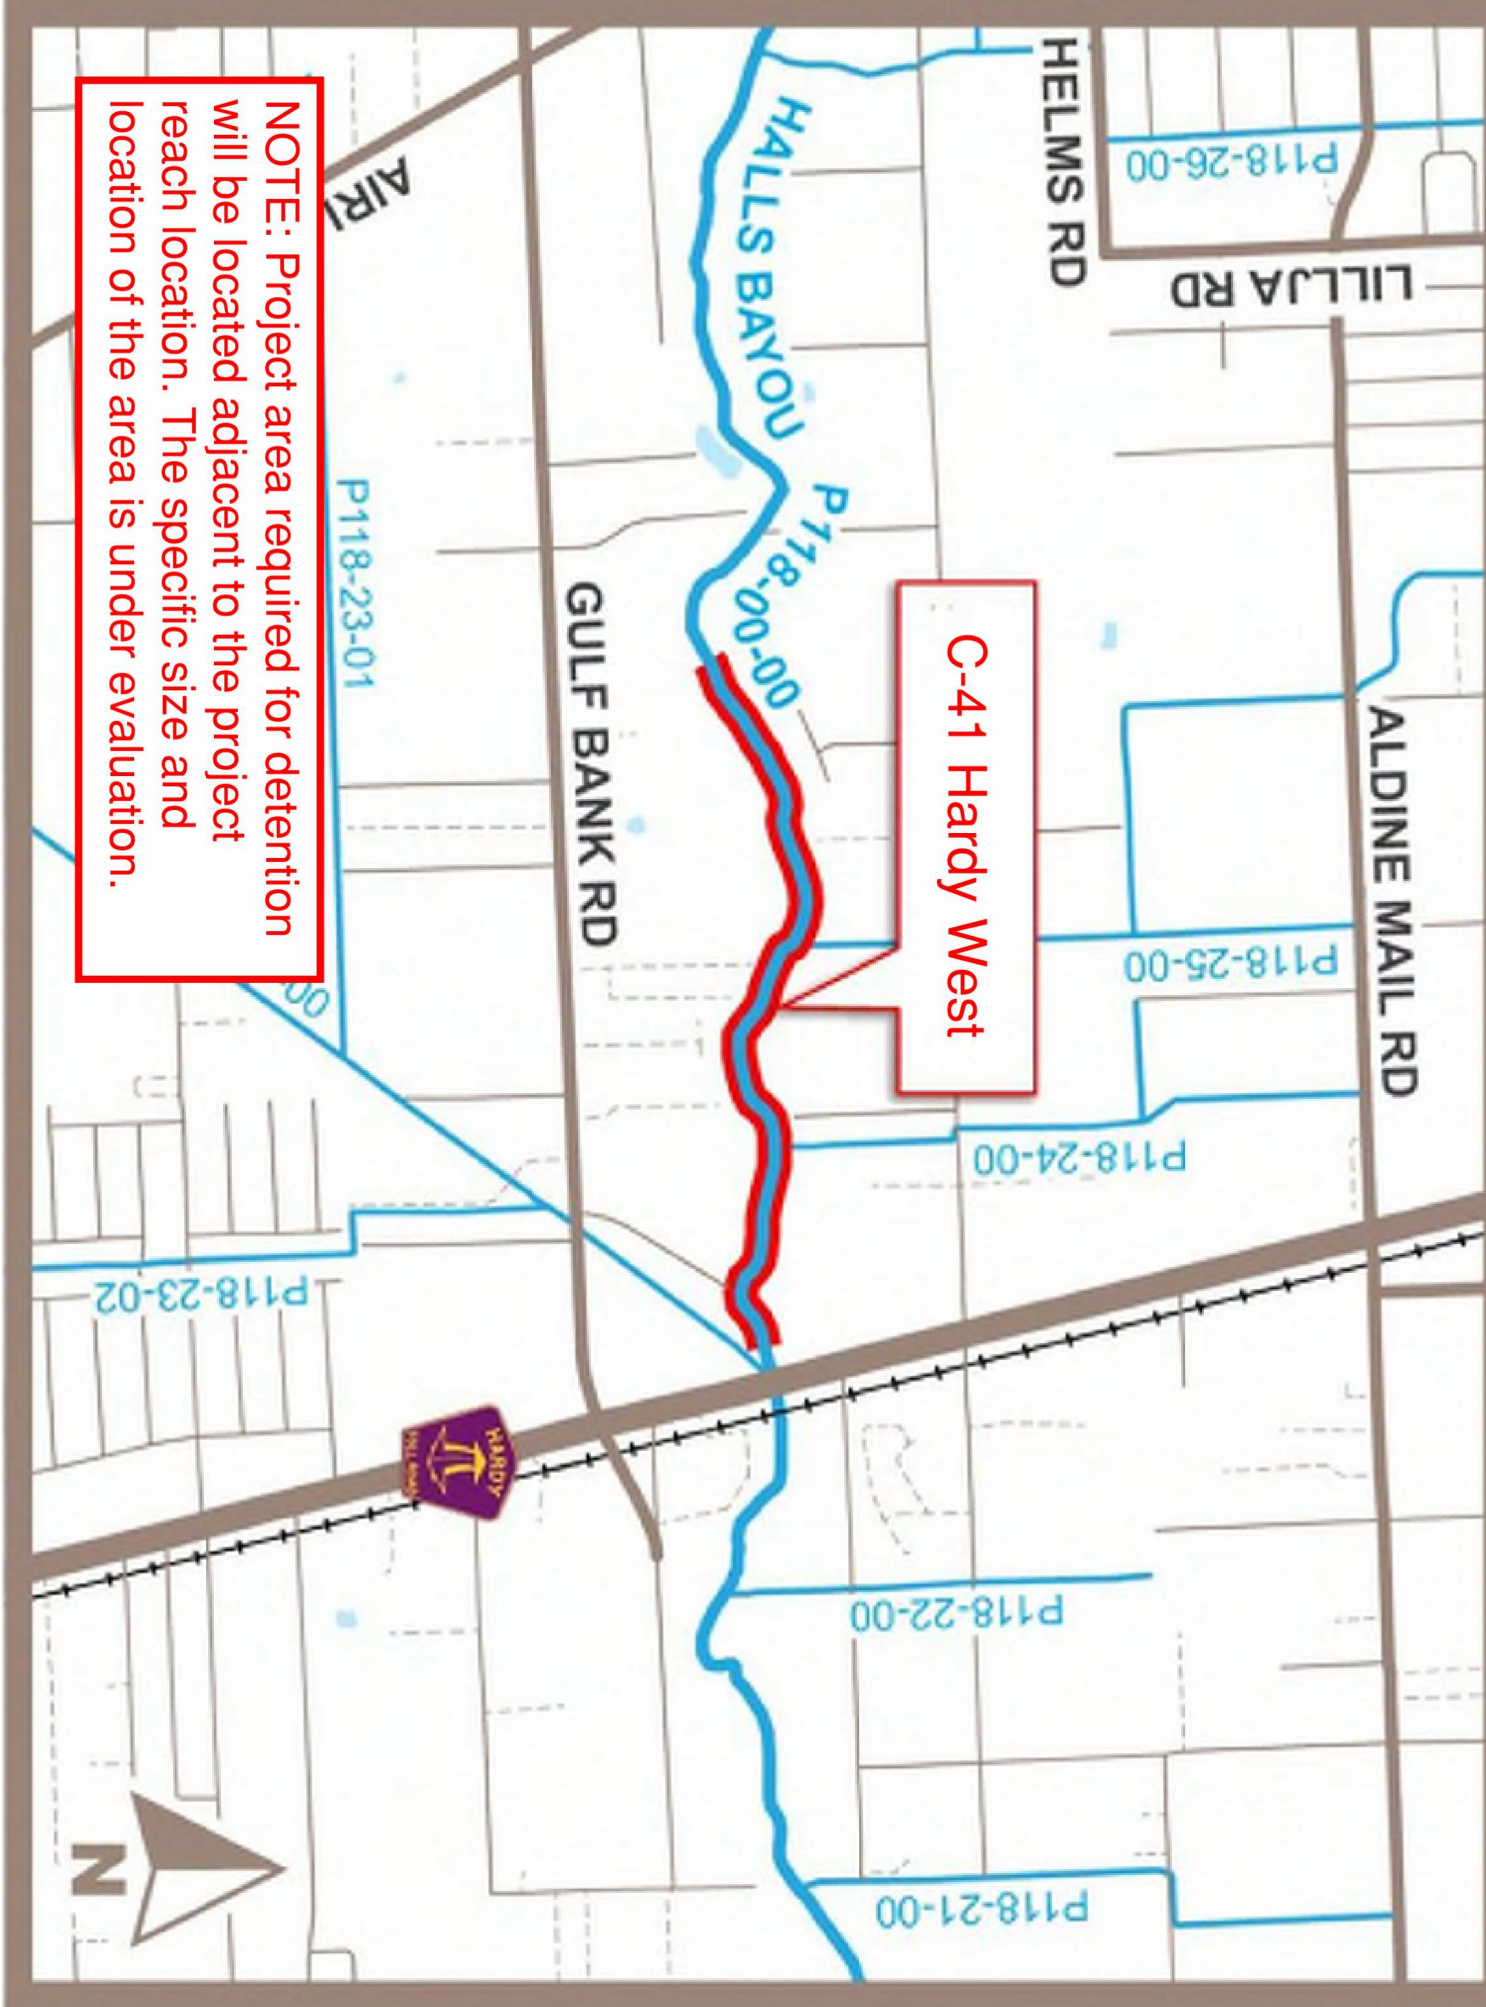 HELMS RD
P118-26-00
LILLJA RD
ALDINE MAIL RD
HALLS BAYOU
P118-00-00
C-41 Hardy West
P118-25-00
P118-24-00
GULF BANK RD
AIRL
P118-23-01
NOTE: Project area required for detention
will be located adjacent to the project
reach location. The specific size and
location of the area is under evaluation.
00
P118-23-02
HARDY
TOLL ROAD
P118-22-00
P118-21-00
N